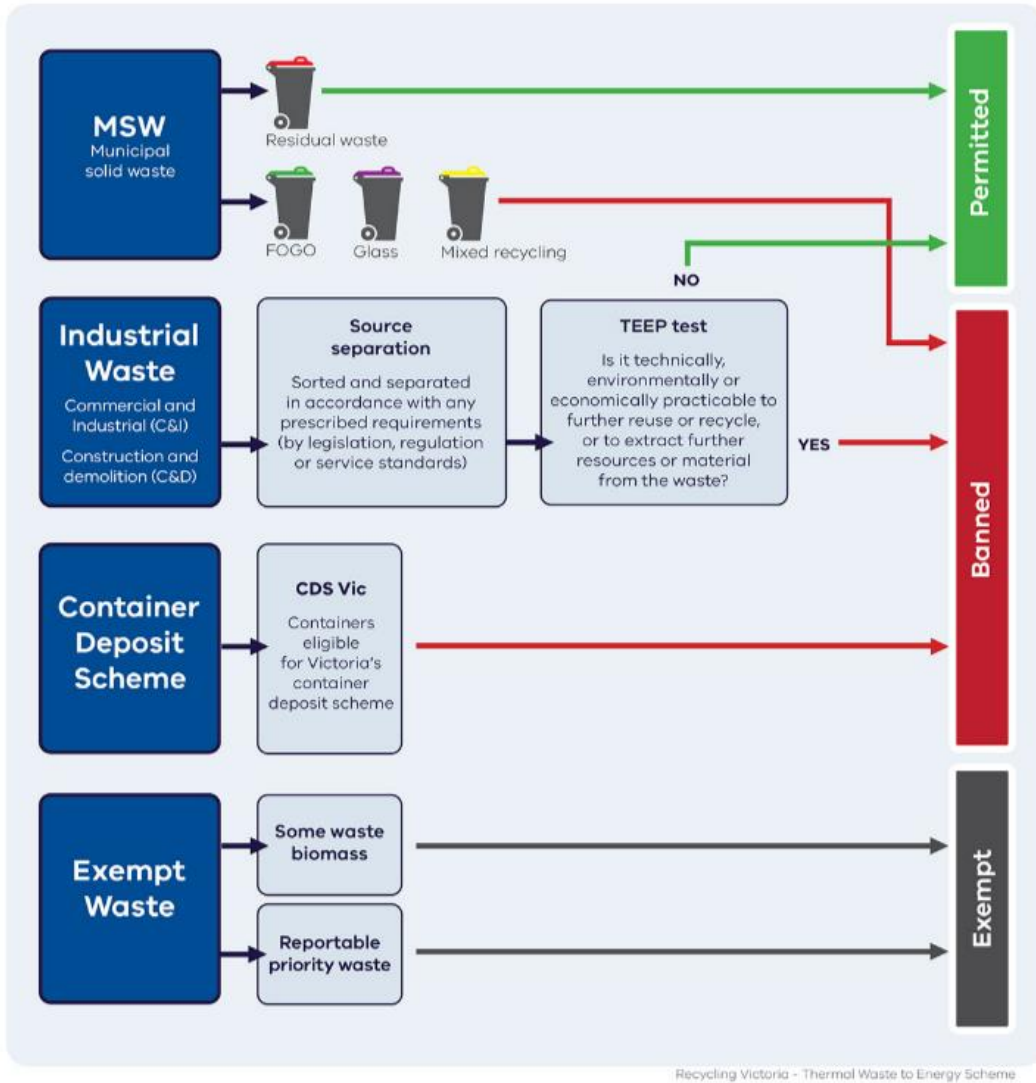 MSW
Municipal
solid waste
Residual waste
FOGO
Glass
Mixed recycling
Permitted
Industrial
Waste
Commercial and
Industrial (C&I)
Construction and
demolition (C&D)
Source
separation
Sorted and separated
in accordance with any
prescribed requirements
(by legislation, regulation
or service standards)
NO
TEEP test
Is it technically,
environmentally or
economically practicable to
further reuse or recycle,
or to extract further
resources or material
from the waste?
YES
Banned
Container
Deposit
Scheme
CDS Vic
Containers
eligible
for Victoria's
container
deposit scheme
Exempt
Waste
Some waste
biomass
Reportable
priority waste
Exempt
Recycling Victoria - Thermal Waste to Energy Scheme